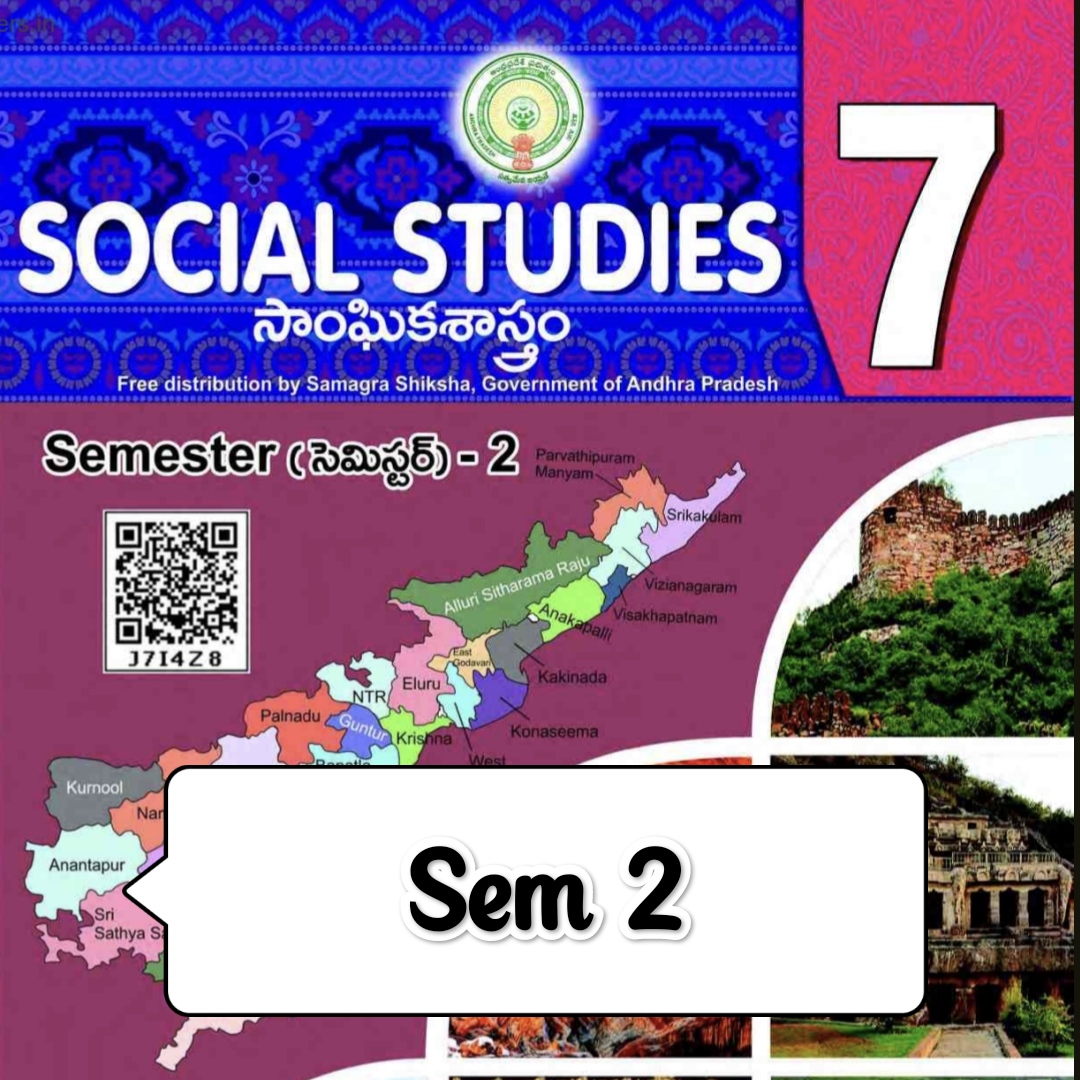 ers.in
SOCIAL STUDIES
7
సాంఘికశాస్త్రం
Free distribution by Samagra Shiksha, Government of Andhra Pradesh
Semester (సెమిస్టర్) - 2
J7I4Z8
Parvathipuram
Manyam
Srikakulam
Alluri Sitharama Raju
Vizianagaram
Visakhapatnam
Anakapalli
East
Godavari
Kakinada
Eluru
NTR
Konaseema
Palnadu
Guntur
Krishna
West
Kurnool
Anantapur
Sri
Sathya
Sem 2